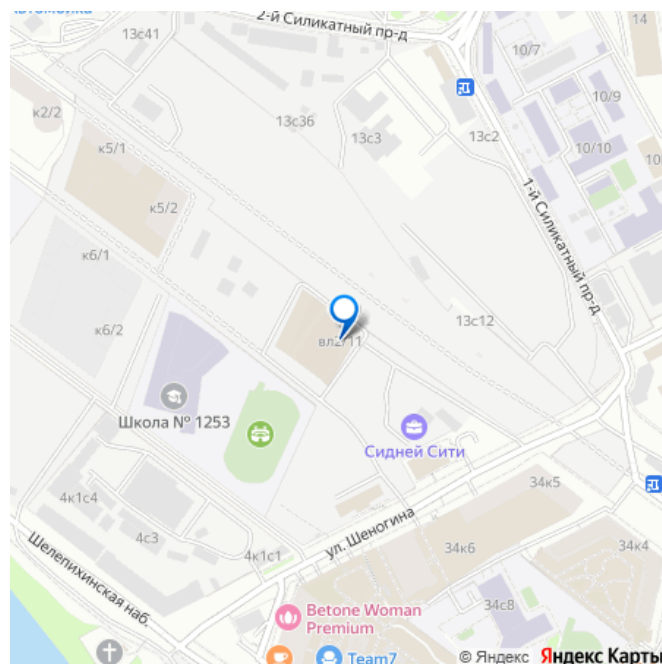 2-й Силикатный пр-д
13с41
14
10/7
10/9
к2/2
13с36
13с3
13с2
10/10
к5/1
к5/2
1-й Силикатный пр-д
к6/1
к6/2
13с12
вл2/11
Школа № 1253
Сидней Сити
4к1с4
4с3
4к1с1
ул. Шеногина
34к5
34к6
34к4
34с8
Шелепихинская наб.
Betone Woman
Premium
Team7
© Яндекс Яндекс Карты